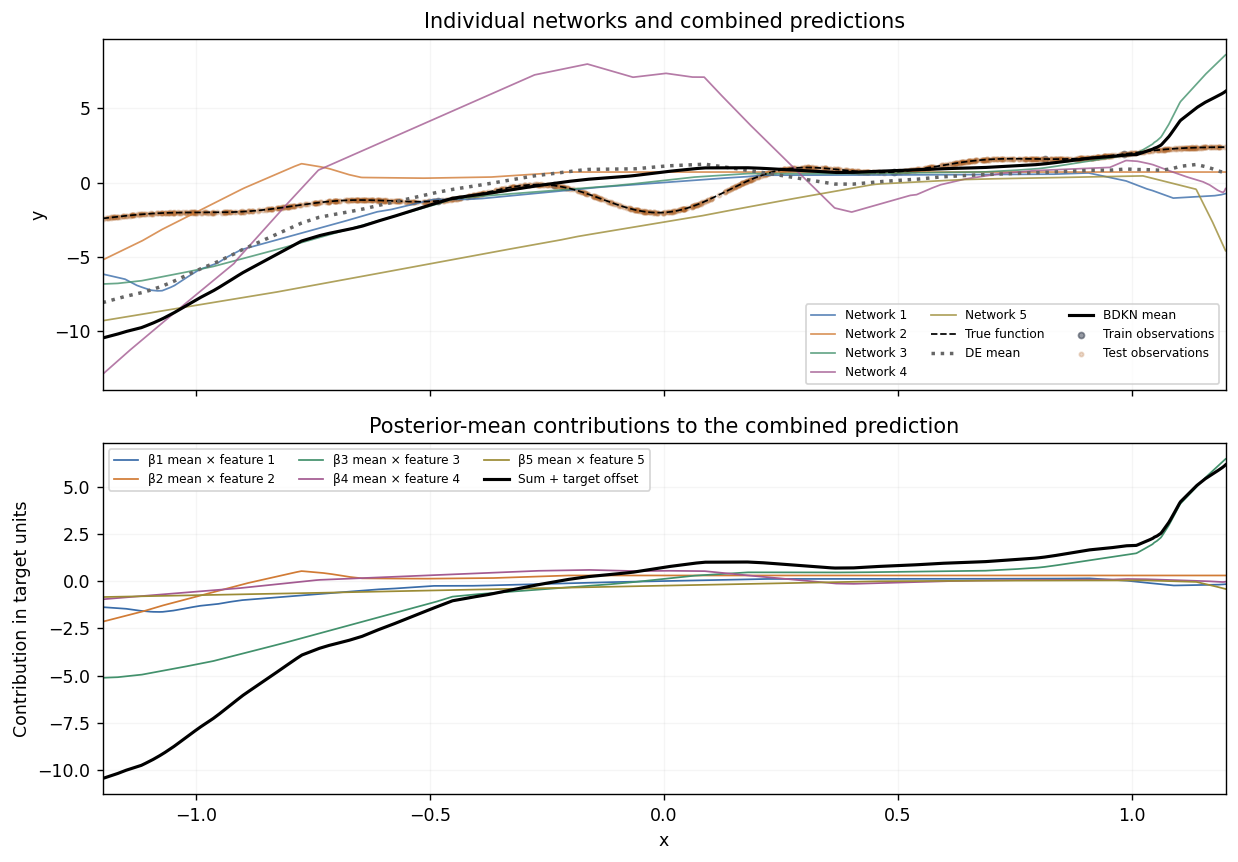 Individual networks and combined predictions
5
0
−5
−10
y
Network 1
Network 2
Network 3
Network 4
Network 5
True function
DE mean
BDKN mean
Train observations
Test observations
Posterior-mean contributions to the combined prediction
β1 mean × feature 1
β2 mean × feature 2
β3 mean × feature 3
β4 mean × feature 4
β5 mean × feature 5
Sum + target offset
5.0
2.5
0.0
−2.5
−5.0
−7.5
−10.0
Contribution in target units
−1.0
−0.5
0.0
0.5
1.0
x